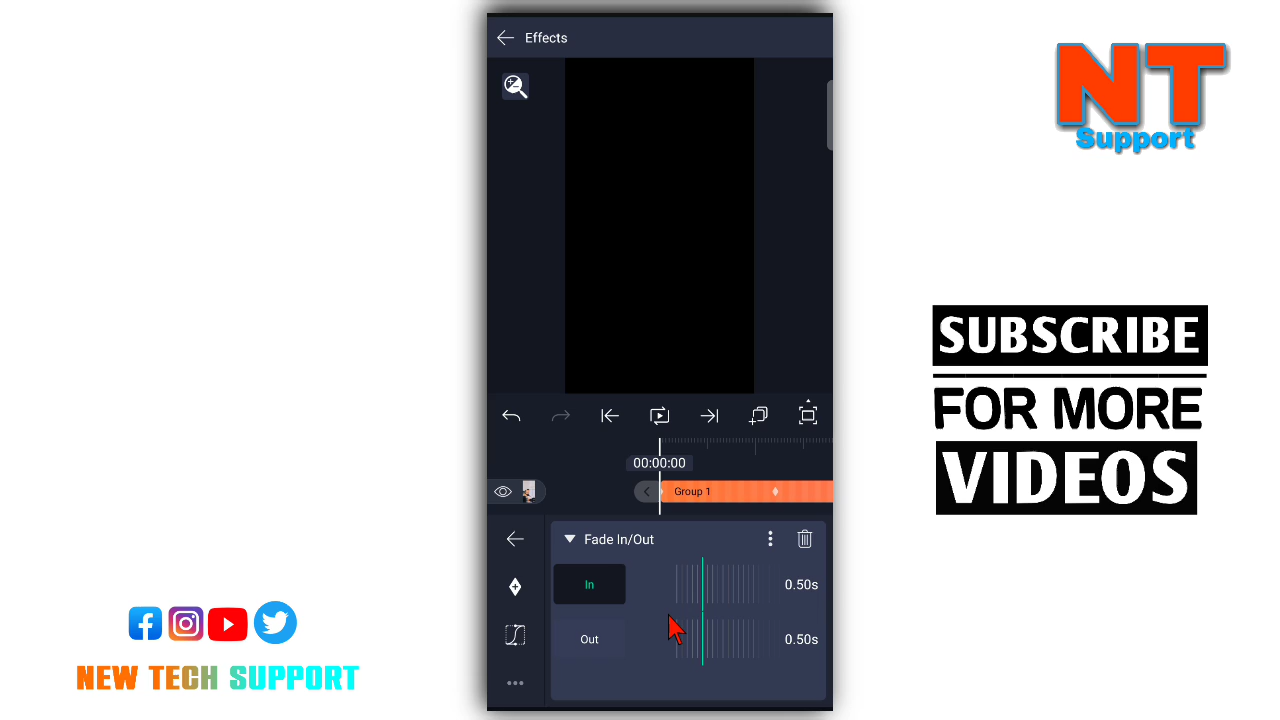 Effects
NT
Support
SUBSCRIBE
FOR MORE
VIDEOS
00:00:00
Group 1
Fade In/Out
In
0.50s
Out
0.50s
NEW TECH SUPPORT